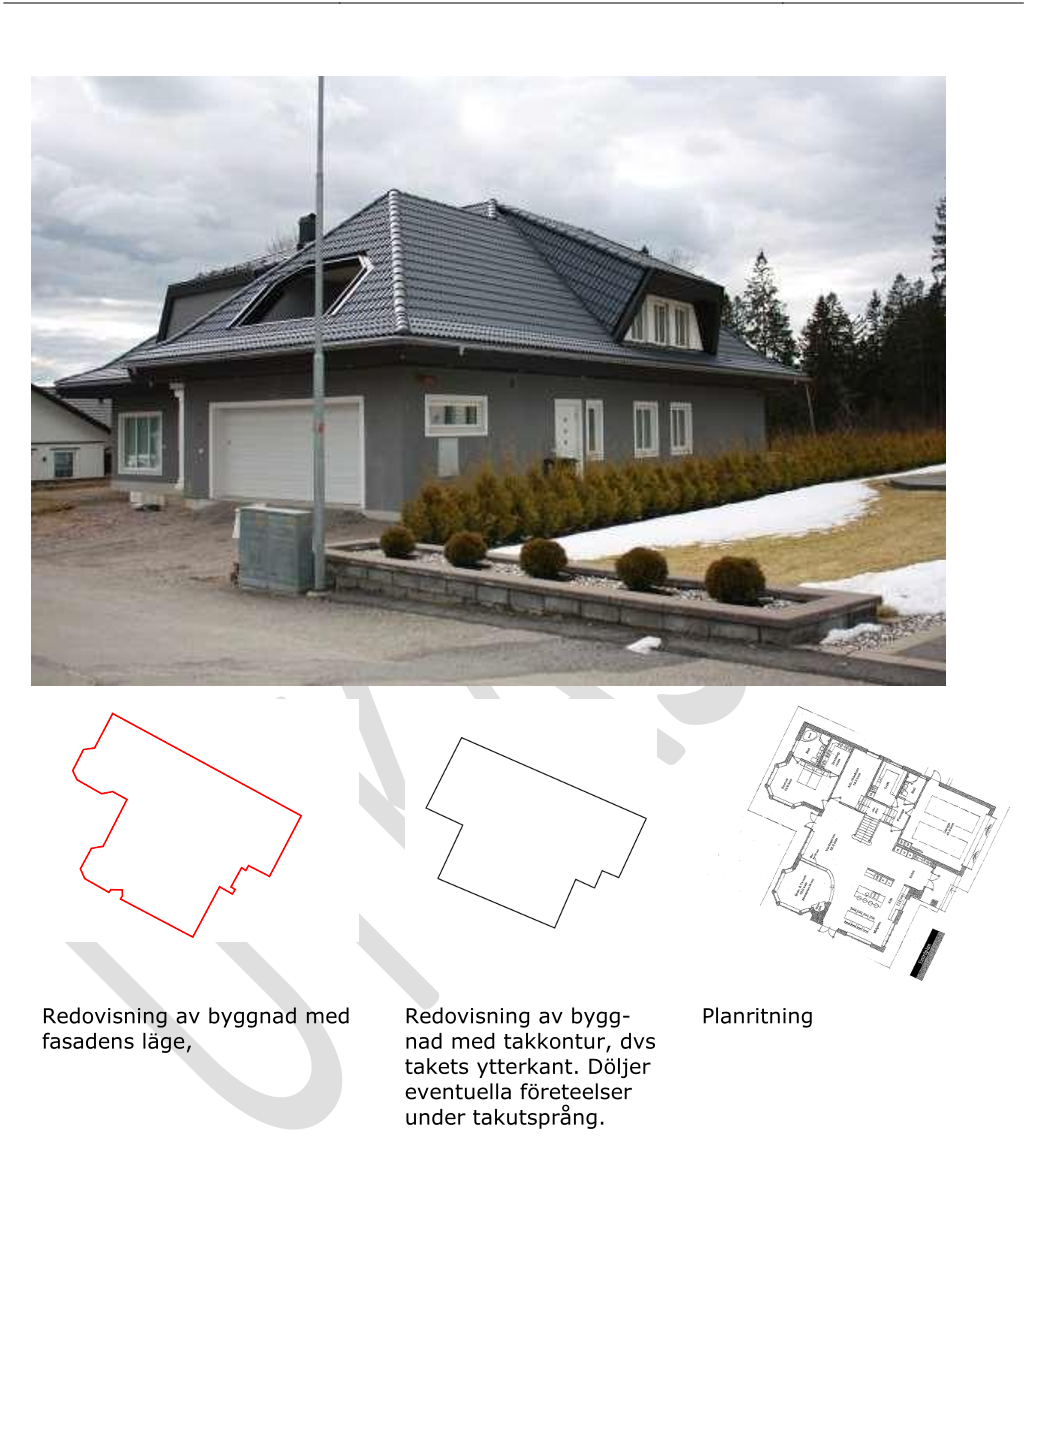 Redovisning av byggnad med
fasadens läge,
Redovisning av bygg-
nad med takkontur, dvs
takets ytterkant. Döljer
eventuella företeelser
under takutsprång.
Planritning